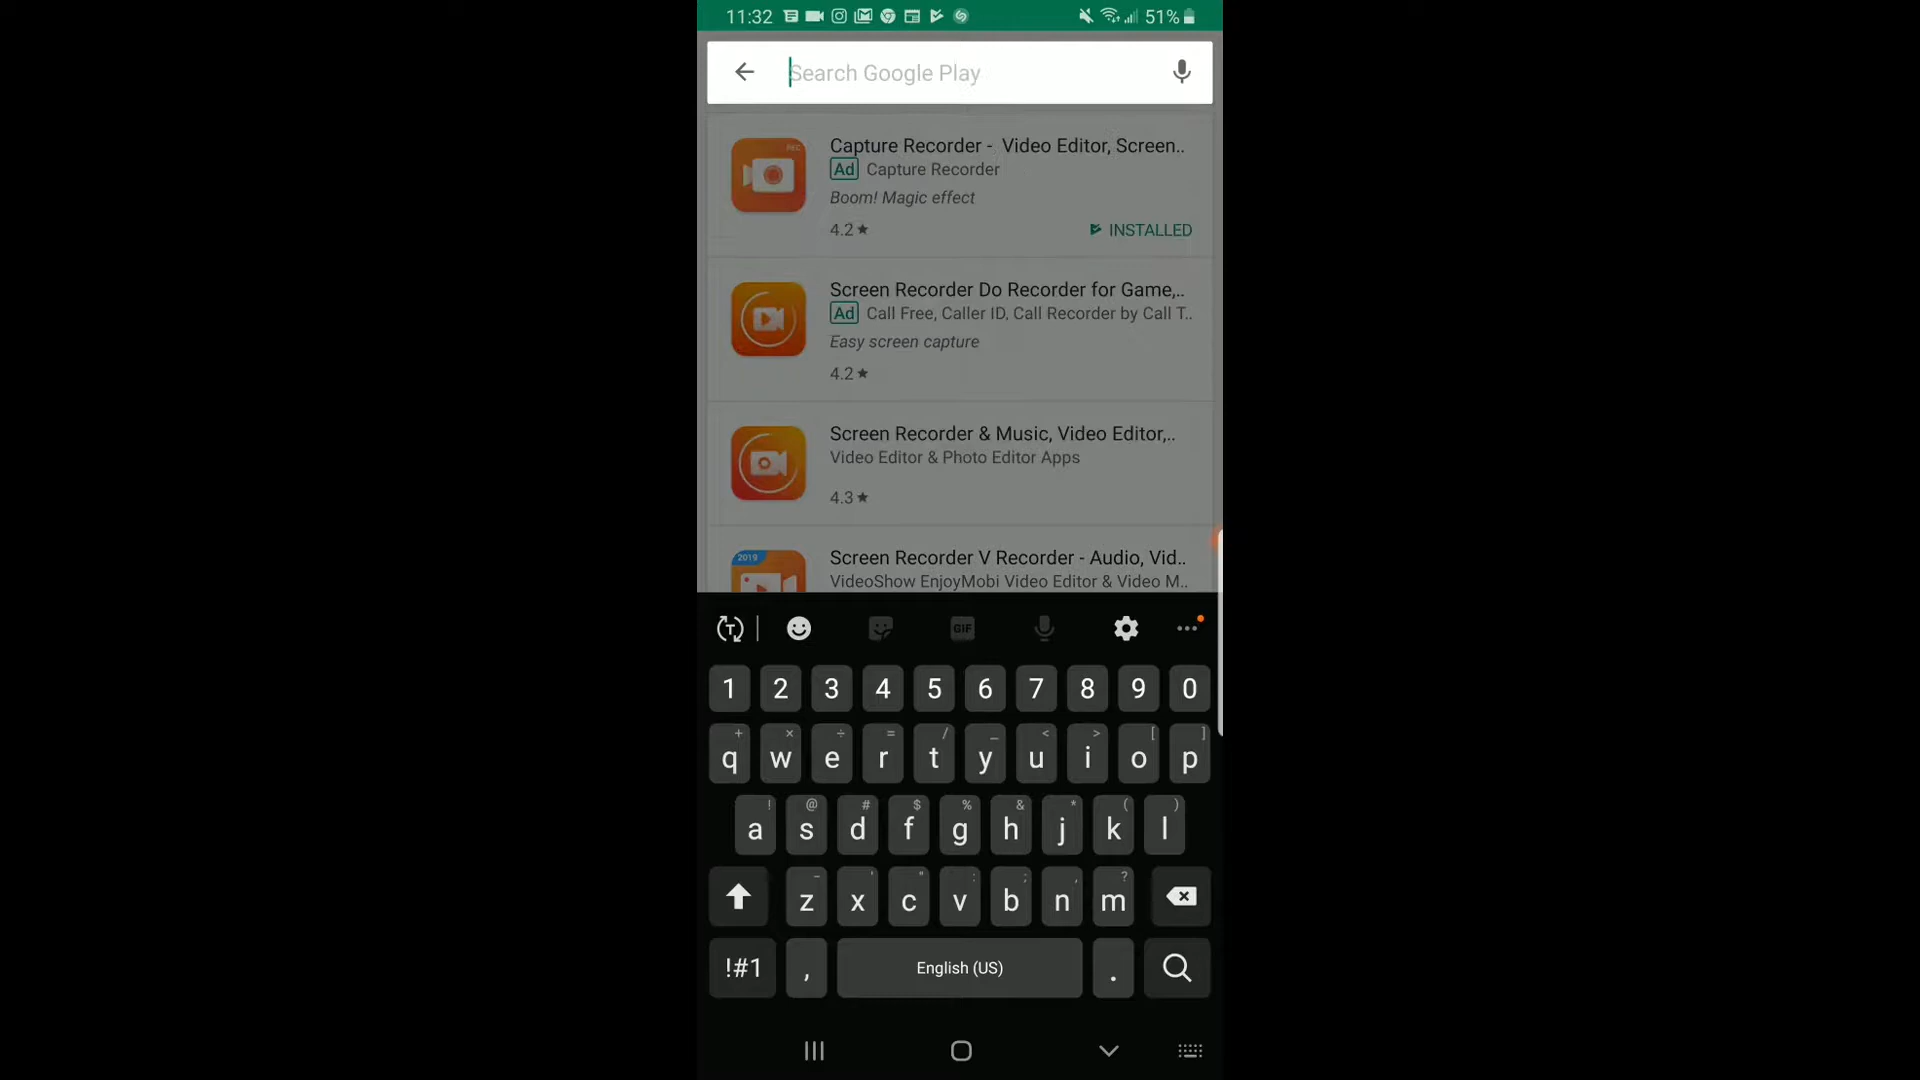 11:32 51%
Search Google Play
REC
Capture Recorder - Video Editor, Screen..
Ad Capture Recorder
Boom! Magic effect
4.2★
INSTALLED
Screen Recorder Do Recorder for Game,..
Ad Call Free, Caller ID, Call Recorder by Call T..
Easy screen capture
4.2★
Screen Recorder & Music, Video Editor,..
Video Editor & Photo Editor Apps
4.3★
2019
Screen Recorder V Recorder - Audio, Vid..
VideoShow EnjoyMobi Video Editor & Video M..
T GIF
1 2 3 4 5 6 7 8 9 0
+ × ÷ = / _ < > [ ]
q w e r t y u i o p
! @ # $ % & * ( )
a s d f g h j k l
- ' " : ; , ?
z x c v b n m
!#1 , English (US) .